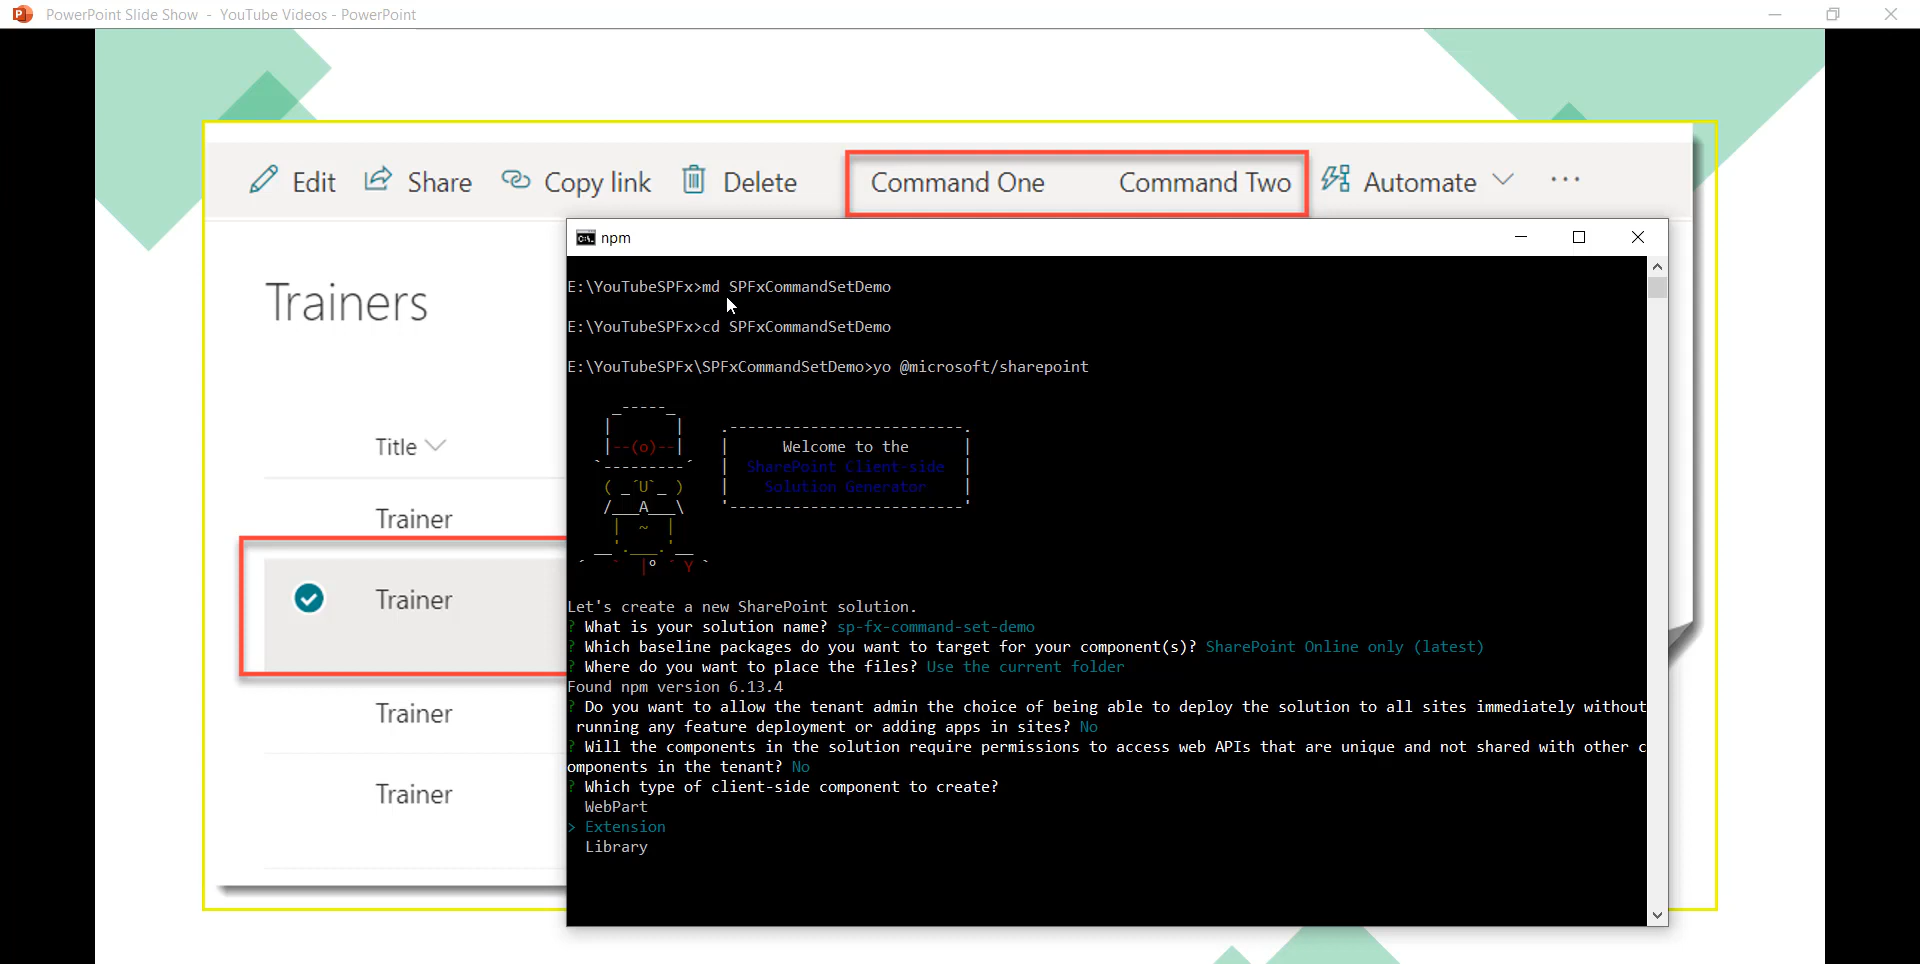 PowerPoint Slide Show - YouTube Videos - PowerPoint
Edit Share Copy link Delete Command One Command Two Automate
npm
E:\YouTubeSPFx>md SPFxCommandSetDemo
E:\YouTubeSPFx>cd SPFxCommandSetDemo
E:\YouTubeSPFx\SPFxCommandSetDemo>yo @microsoft/sharepoint
Welcome to the
SharePoint Client-side
Solution Generator
Let's create a new SharePoint solution.
? What is your solution name? sp-fx-command-set-demo
? Which baseline packages do you want to target for your component(s)? SharePoint Online only (latest)
? Where do you want to place the files? Use the current folder
Found npm version 6.13.4
? Do you want to allow the tenant admin the choice of being able to deploy the solution to all sites immediately without
running any feature deployment or adding apps in sites? No
? Will the components in the solution require permissions to access web APIs that are unique and not shared with other c
omponents in the tenant? No
? Which type of client-side component to create?
WebPart
> Extension
Library
Trainers
Title
Trainer
Trainer
Trainer
Trainer